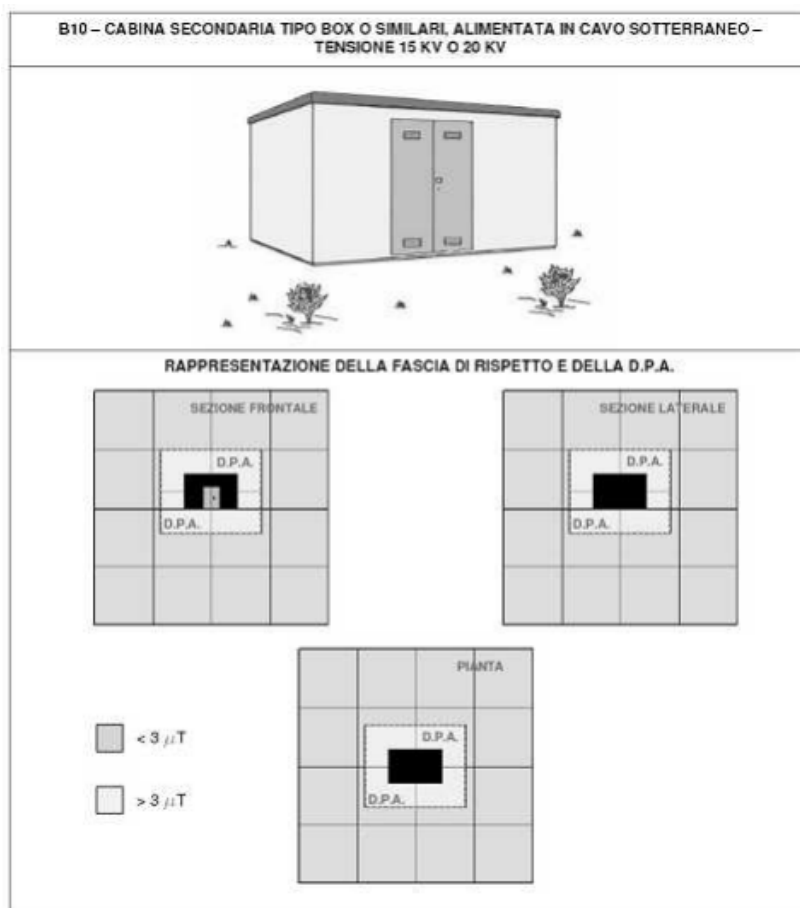 B10 – CABINA SECONDARIA TIPO BOX O SIMILARI, ALIMENTATA IN CAVO SOTTERRANEO –
TENSIONE 15 KV O 20 KV
RAPPRESENTAZIONE DELLA FASCIA DI RISPETTO E DELLA D.P.A.
SEZIONE FRONTALE
D.P.A.
D.P.A.
SEZIONE LATERALE
D.P.A.
D.P.A.
PIANTA
D.P.A.
D.P.A.
< 3 µT
> 3 µT